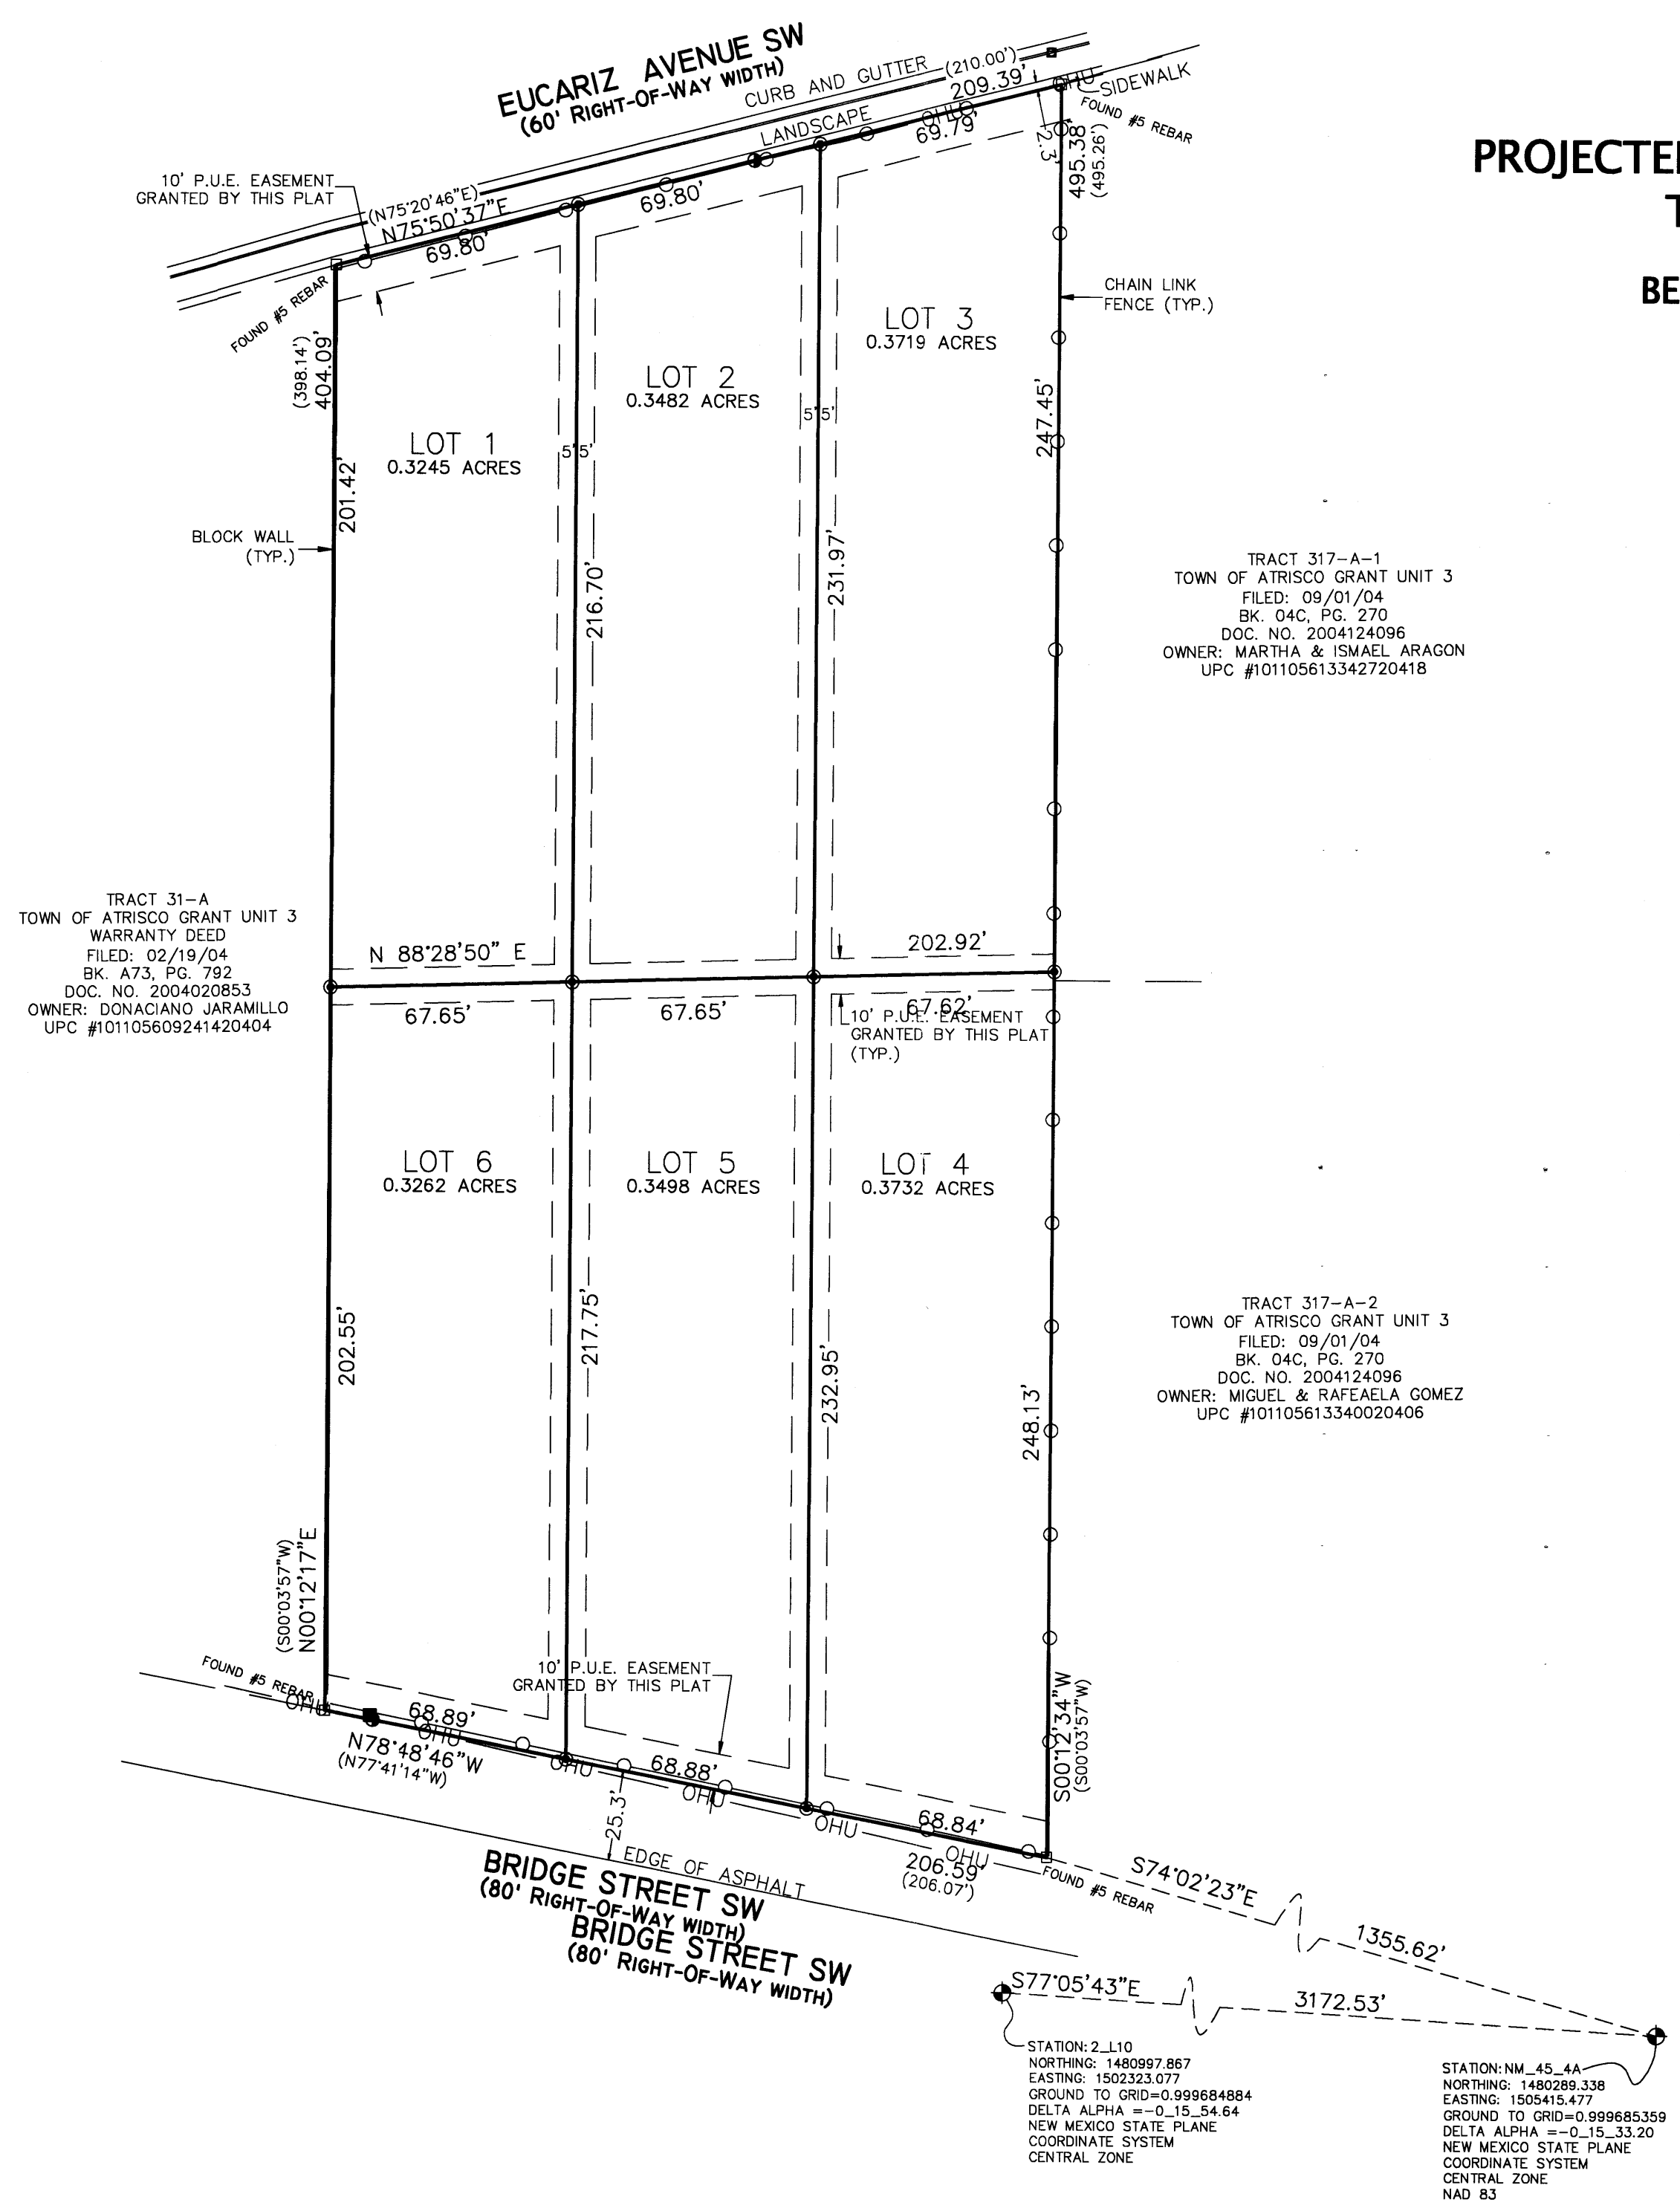 EUCARIZ AVENUE SW
(60' RIGHT-OF-WAY WIDTH)
CURB AND GUTTER
(210.00')
209.39'
OHU
SIDEWALK
FOUND #5 REBAR
LANDSCAPE
OHU
69.79'
2.3'
495.38
(495.26')
PROJECTE
T
BE
10' P.U.E. EASEMENT
GRANTED BY THIS PLAT
(N75°20'46"E)
N75°50'37"E
69.80'
69.80'
FOUND #5 REBAR
CHAIN LINK
FENCE (TYP.)
(398.14')
404.09'
LOT 3
0.3719 ACRES
LOT 2
0.3482 ACRES
LOT 1
0.3245 ACRES
5'
5'
5'
5'
247.45'
201.42'
BLOCK WALL
(TYP.)
216.70'
231.97'
TRACT 317-A-1
TOWN OF ATRISCO GRANT UNIT 3
FILED: 09/01/04
BK. 04C, PG. 270
DOC. NO. 2004124096
OWNER: MARTHA & ISMAEL ARAGON
UPC #101105613342720418
TRACT 31-A
TOWN OF ATRISCO GRANT UNIT 3
WARRANTY DEED
FILED: 02/19/04
BK. A73, PG. 792
DOC. NO. 2004020853
OWNER: DONACIANO JARAMILLO
UPC #101105609241420404
N 88°28'50" E
202.92'
67.65'
67.65'
67.62'
10' P.U.E. EASEMENT
GRANTED BY THIS PLAT
(TYP.)
LOT 6
0.3262 ACRES
LOT 5
0.3498 ACRES
LOT 4
0.3732 ACRES
202.55'
217.75'
232.95'
248.13'
TRACT 317-A-2
TOWN OF ATRISCO GRANT UNIT 3
FILED: 09/01/04
BK. 04C, PG. 270
DOC. NO. 2004124096
OWNER: MIGUEL & RAFEAELA GOMEZ
UPC #101105613340020406
(S00°03'57"W)
N00°12'17"E
FOUND #5 REBAR
OHU
10' P.U.E. EASEMENT
GRANTED BY THIS PLAT
S00°12'34"W
(S00°03'57"W)
68.89'
OHU
N78°48'46"W
(N77°41'14"W)
OHU
68.88'
OHU
25.3'
OHU
68.84'
OHU
206.59'
(206.07')
FOUND #5 REBAR
EDGE OF ASPHALT
BRIDGE STREET SW
(80' RIGHT-OF-WAY WIDTH)
BRIDGE STREET SW
(80' RIGHT-OF-WAY WIDTH)
S74°02'23"E
1355.62'
S77°05'43"E
3172.53'
STATION: 2_L10
NORTHING: 1480997.867
EASTING: 1502323.077
GROUND TO GRID=0.999684884
DELTA ALPHA =-0_15_54.64
NEW MEXICO STATE PLANE
COORDINATE SYSTEM
CENTRAL ZONE
STATION: NM_45_4A
NORTHING: 1480289.338
EASTING: 1505415.477
GROUND TO GRID=0.999685359
DELTA ALPHA =-0_15_33.20
NEW MEXICO STATE PLANE
COORDINATE SYSTEM
CENTRAL ZONE
NAD 83